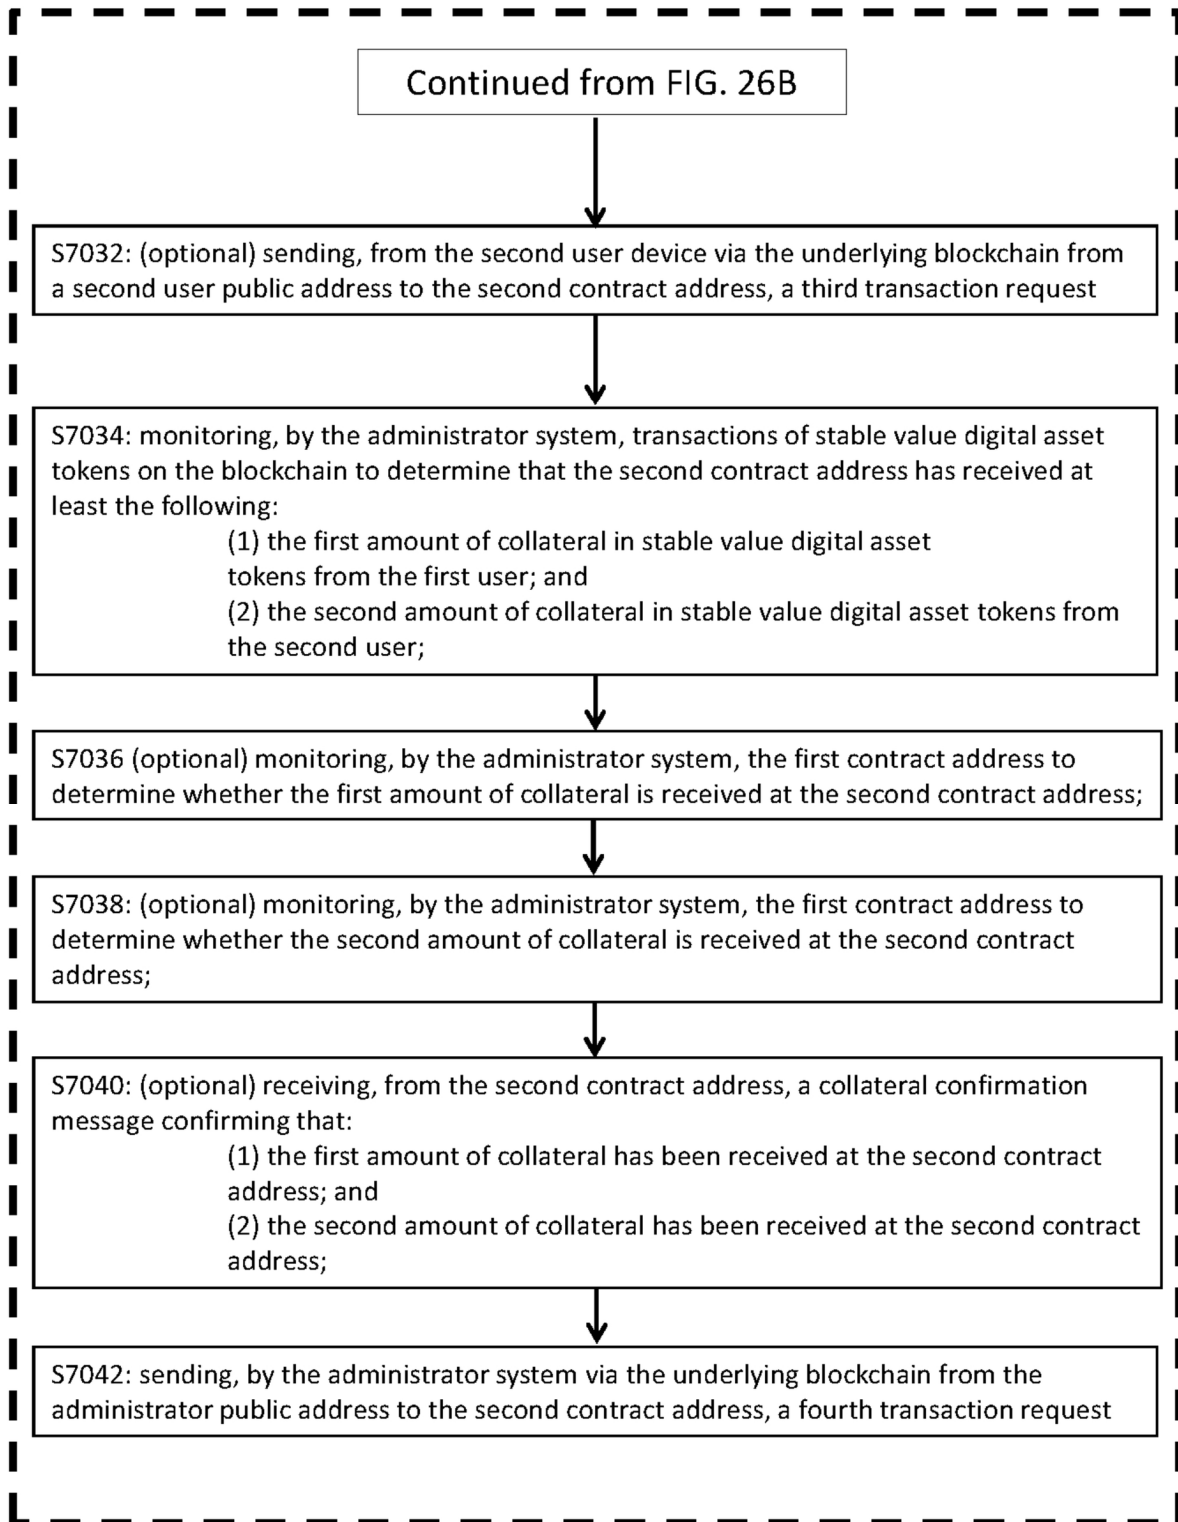 Continued from FIG. 26B
S7032: (optional) sending, from the second user device via the underlying blockchain from
a second user public address to the second contract address, a third transaction request
S7034: monitoring, by the administrator system, transactions of stable value digital asset
tokens on the blockchain to determine that the second contract address has received at
least the following:
(1) the first amount of collateral in stable value digital asset
tokens from the first user; and
(2) the second amount of collateral in stable value digital asset tokens from
the second user;
S7036 (optional) monitoring, by the administrator system, the first contract address to
determine whether the first amount of collateral is received at the second contract address;
S7038: (optional) monitoring, by the administrator system, the first contract address to
determine whether the second amount of collateral is received at the second contract
address;
S7040: (optional) receiving, from the second contract address, a collateral confirmation
message confirming that:
(1) the first amount of collateral has been received at the second contract
address; and
(2) the second amount of collateral has been received at the second contract
address;
S7042: sending, by the administrator system via the underlying blockchain from the
administrator public address to the second contract address, a fourth transaction request